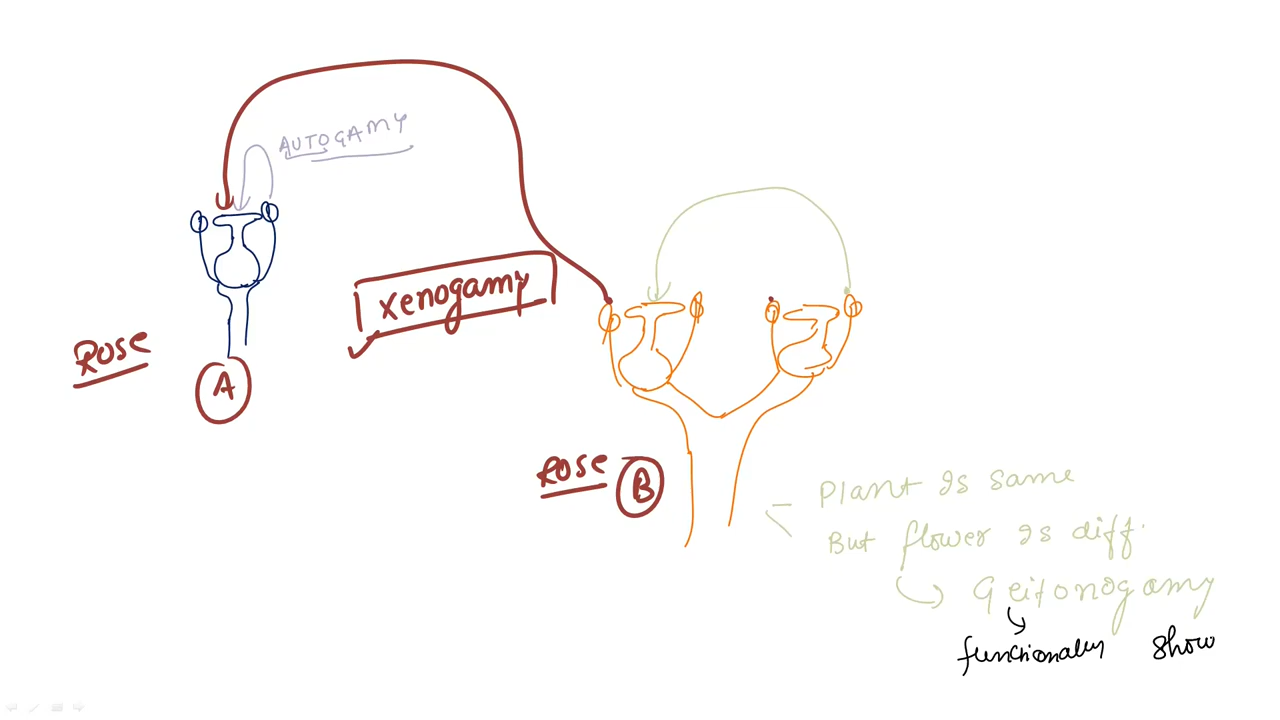 AUTOGAMY
xenogamy
ROSE
A
ROSE
B
- Plant Is same
But flower Is diff.
Geitonogamy
functionally show